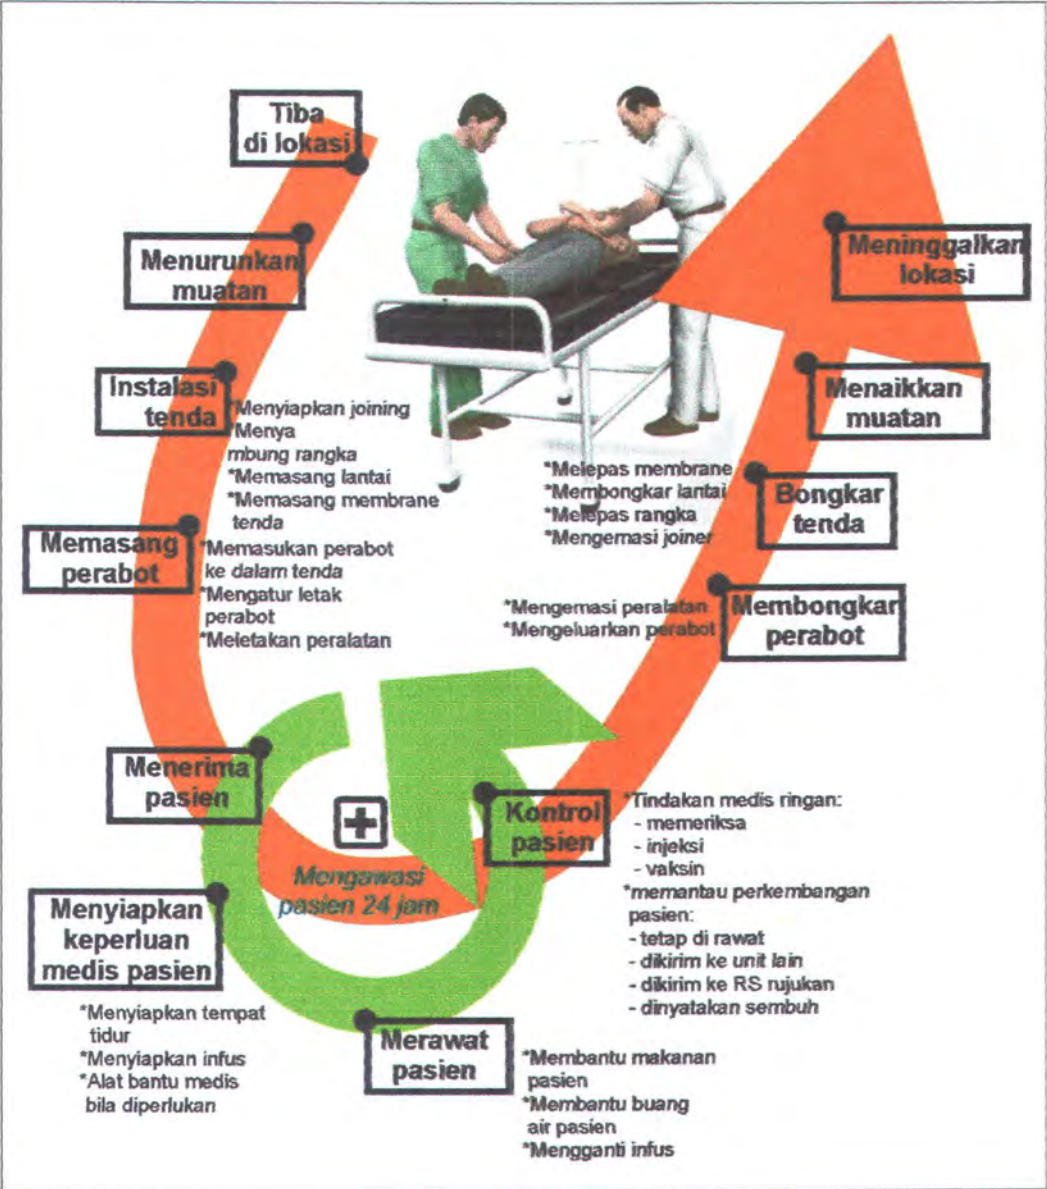 Tiba
di lokasi
Menurunkan
muatan
Instalasi
tenda
*Menyiapkan joining
*Menya
mbung rangka
*Memasang lantai
*Memasang membrane
tenda
Memasang
perabot
*Memasukan perabot
ke dalam tenda
*Mengatur letak
perabot
*Meletakan peralatan
Menerima
pasien
Menyiapkan
keperluan
medis pasien
*Menyiapkan tempat
tidur
*Menyiapkan infus
*Alat bantu medis
bila diperlukan
Mengawasi
pasien 24 jam
Merawat
pasien
*Membantu makanan
pasien
*Membantu buang
air pasien
*Mengganti infus
Kontrol
pasien
*Tindakan medis ringan:
- memeriksa
- injeksi
- vaksin
*memantau perkembangan
pasien:
- tetap di rawat
- dikirim ke unit lain
- dikirim ke RS rujukan
- dinyatakan sembuh
Membongkar
perabot
*Mengemasi peralatan
*Mengeluarkan perabot
Bongkar
tenda
*Melepas membrane
*Membongkar lantai
*Melepas rangka
*Mengemasi joiner
Menaikkan
muatan
Meninggalkan
lokasi